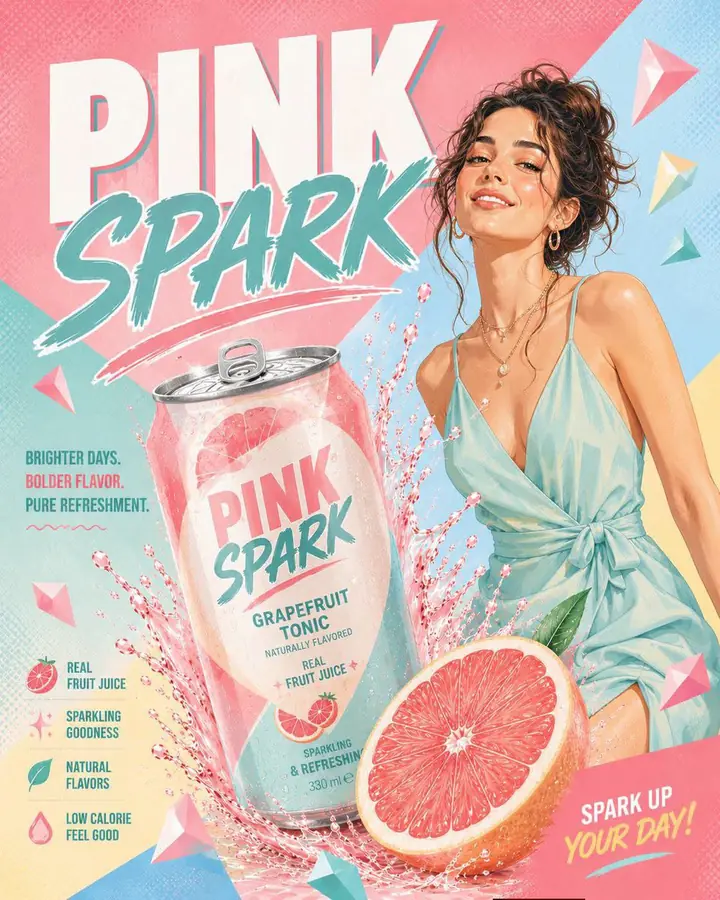 PINK
SPARK
BRIGHTER DAYS.
BOLDER FLAVOR.
PURE REFRESHMENT.
REAL
FRUIT JUICE
SPARKLING
GOODNESS
NATURAL
FLAVORS
LOW CALORIE
FEEL GOOD
PINK
SPARK
GRAPEFRUIT
TONIC
NATURALLY FLAVORED
REAL
FRUIT JUICE
SPARKLING
& REFRESHIN
330 ml e
SPARK UP
YOUR DAY!